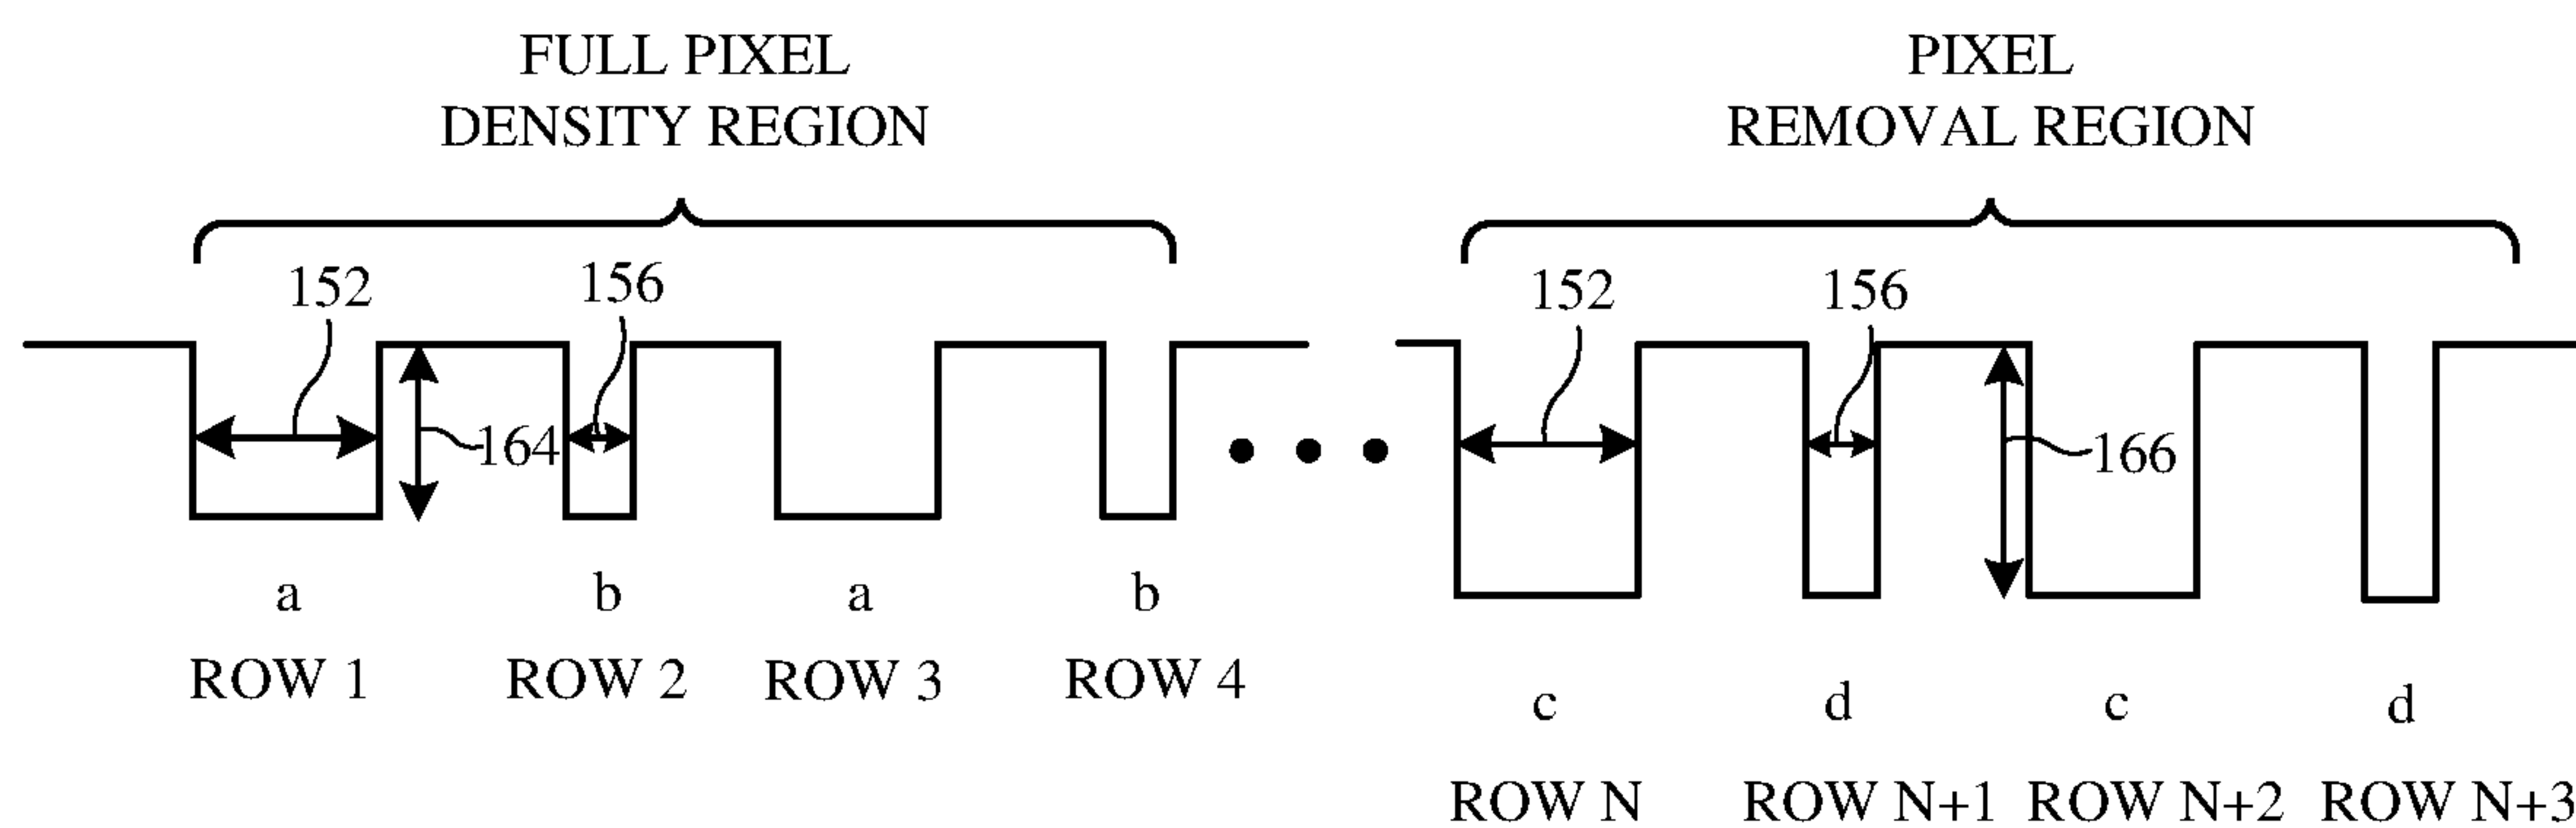 FULL PIXEL
DENSITY REGION
PIXEL
REMOVAL REGION
152
156
152
156
164
166
a
b
a
b
ROW 1
ROW 2
ROW 3
ROW 4
c
d
c
d
ROW N
ROW N+1
ROW N+2
ROW N+3